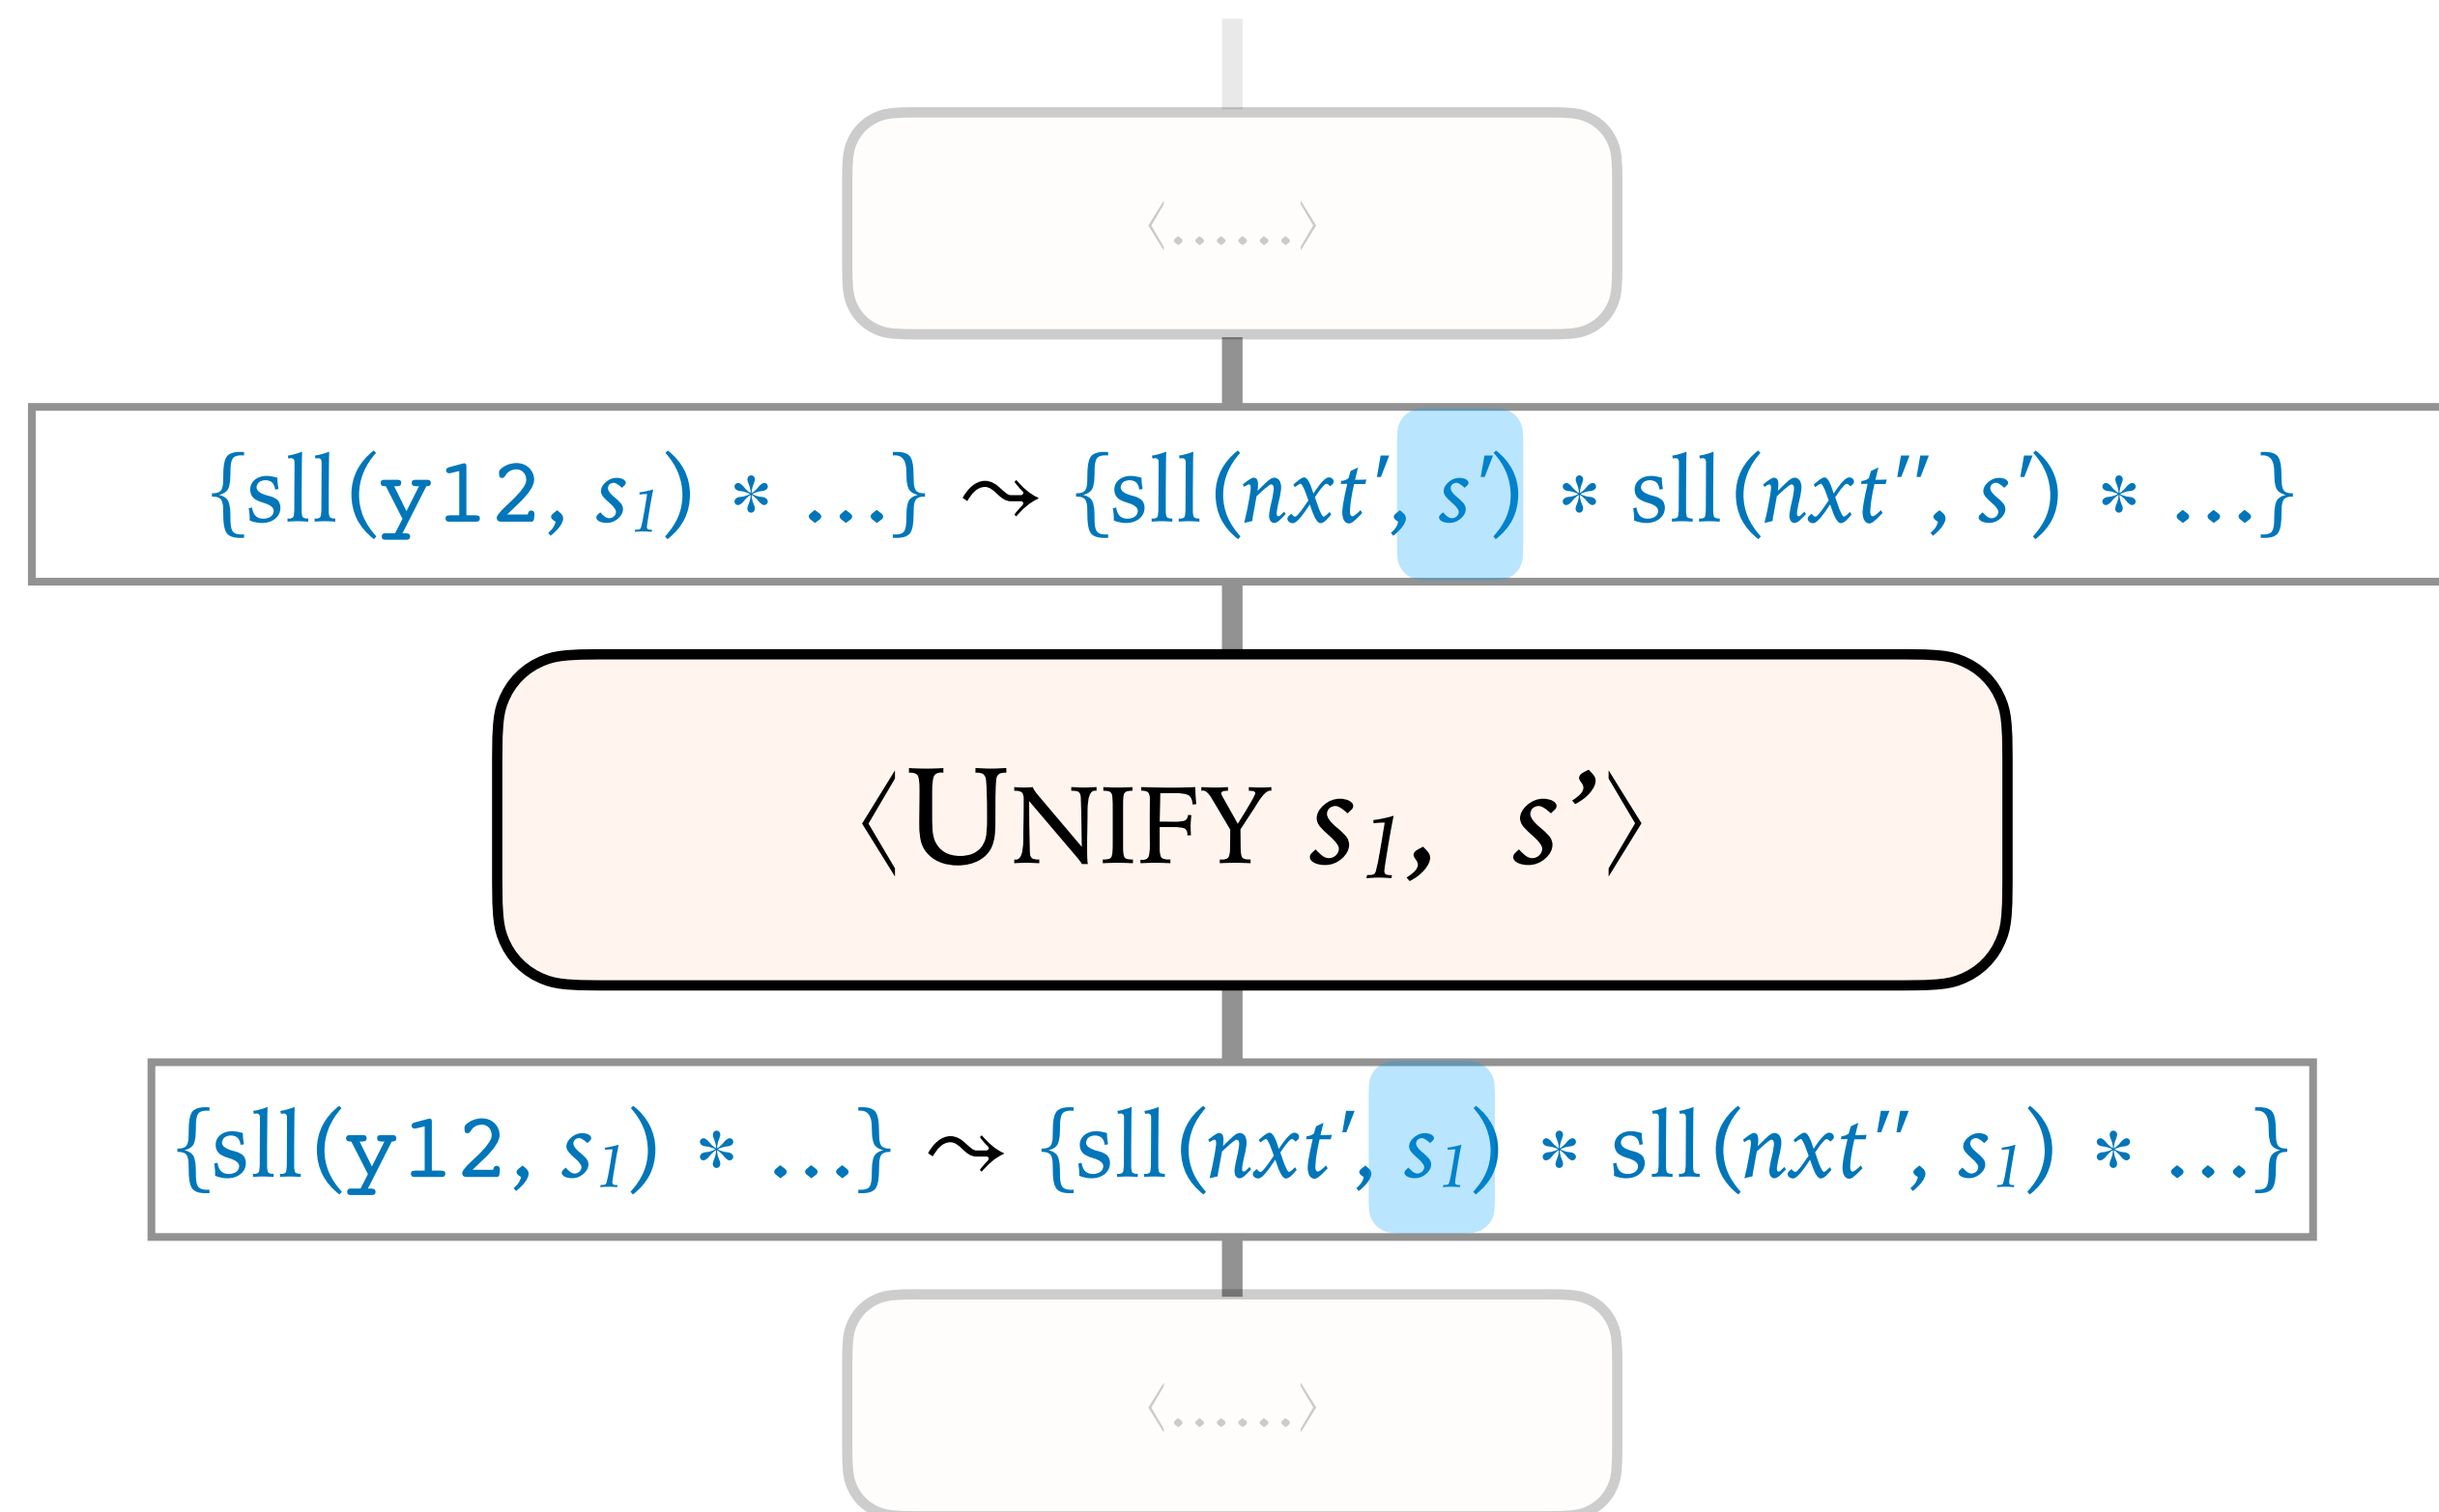 ⟨......⟩
{sll(y12, s₁) * ...} ⤳ {sll(nxt′, s′) * sll(nxt″, s′) * ...}
⟨UNIFY s₁, s’⟩
{sll(y12, s₁) * ...} ⤳ {sll(nxt′, s₁) * sll(nxt″, s₁) * ...}
⟨......⟩